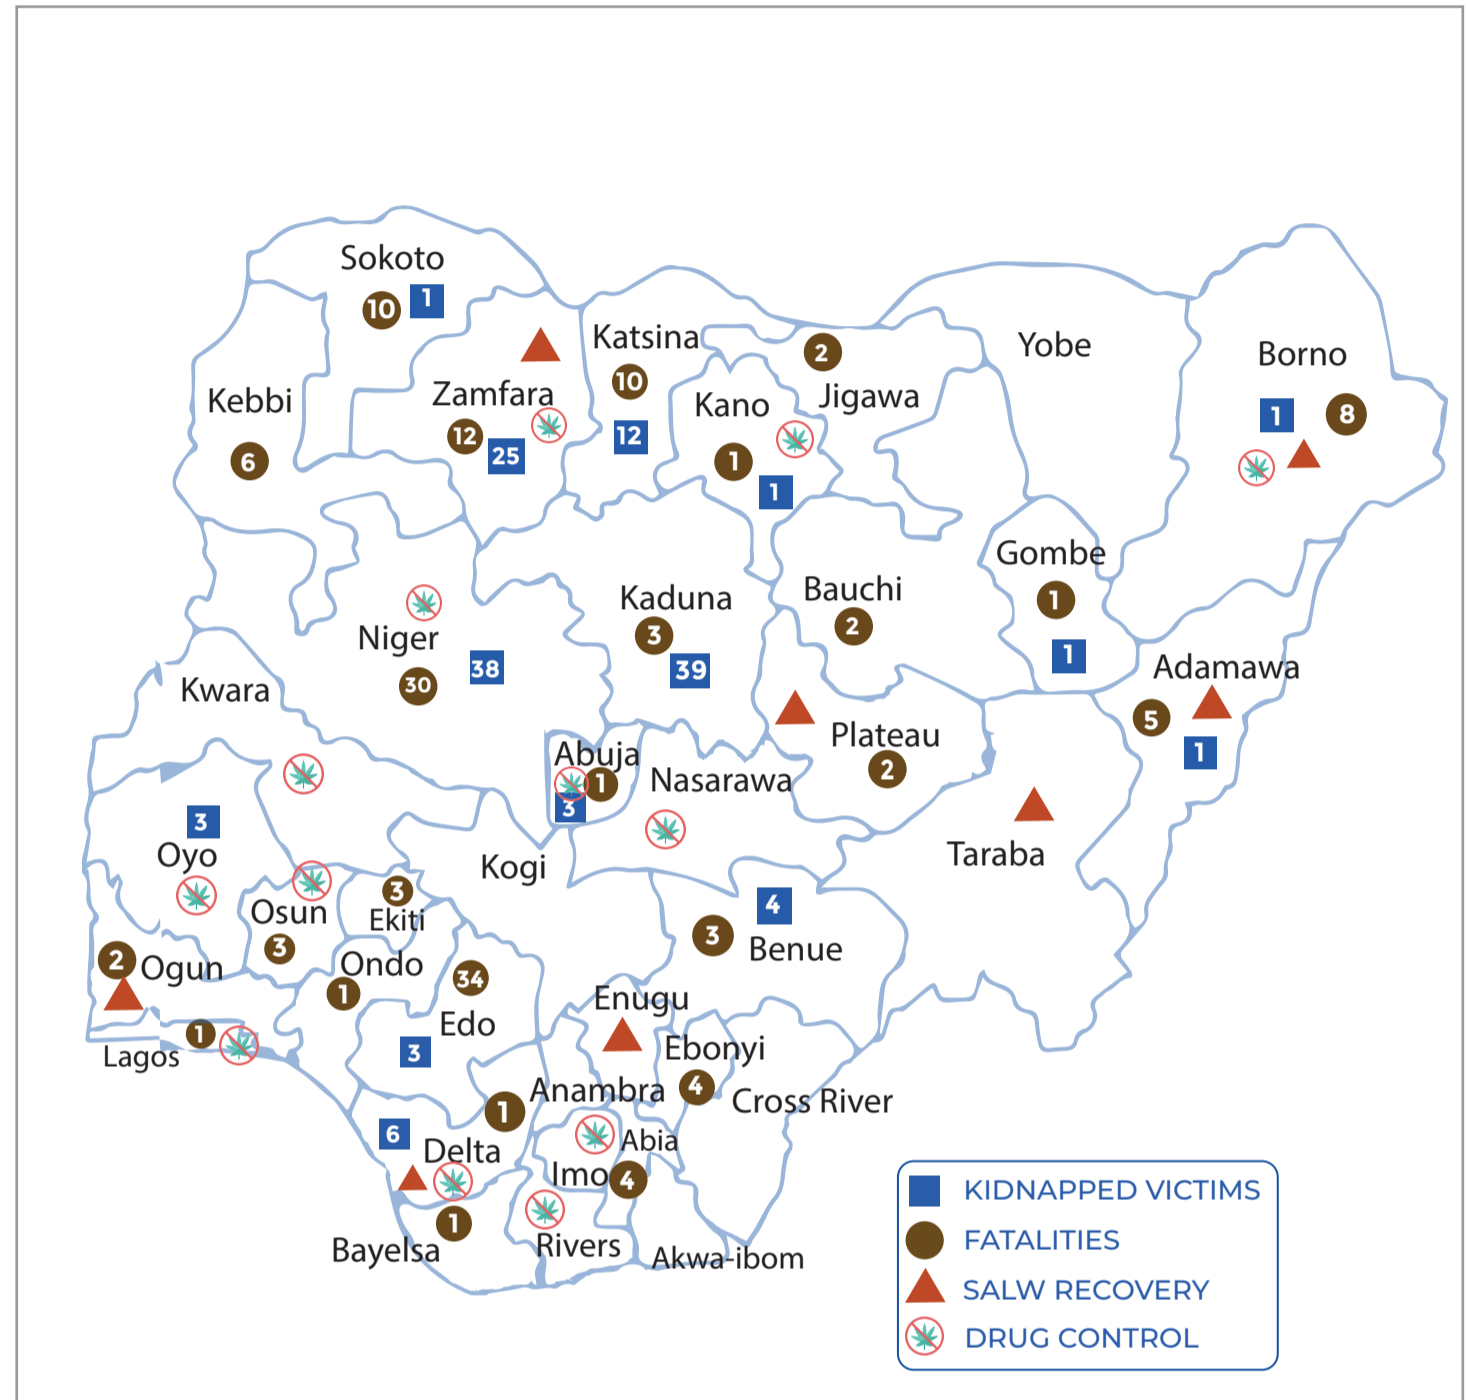 Sokoto
10 1
Kebbi
6
Zamfara
12 25
Katsina
10
12
Kano
1
1
2
Jigawa
Yobe
Borno
1 8
Gombe
1
1
Bauchi
2
Kaduna
3
39
Niger
30 38
Kwara
Adamawa
5
1
Plateau
2
Abuja
1
3
Nasarawa
Taraba
Kogi
3
Oyo
Osun
3
3
Ekiti
2 Ogun
Ondo
1
34
Edo
3
4
3
Benue
1
Lagos
Enugu
Ebonyi
4
Cross River
Anambra
1
6
Delta
Abia
Imo 4
1
Bayelsa
Rivers
Akwa-ibom
KIDNAPPED VICTIMS
FATALITIES
SALW RECOVERY
DRUG CONTROL